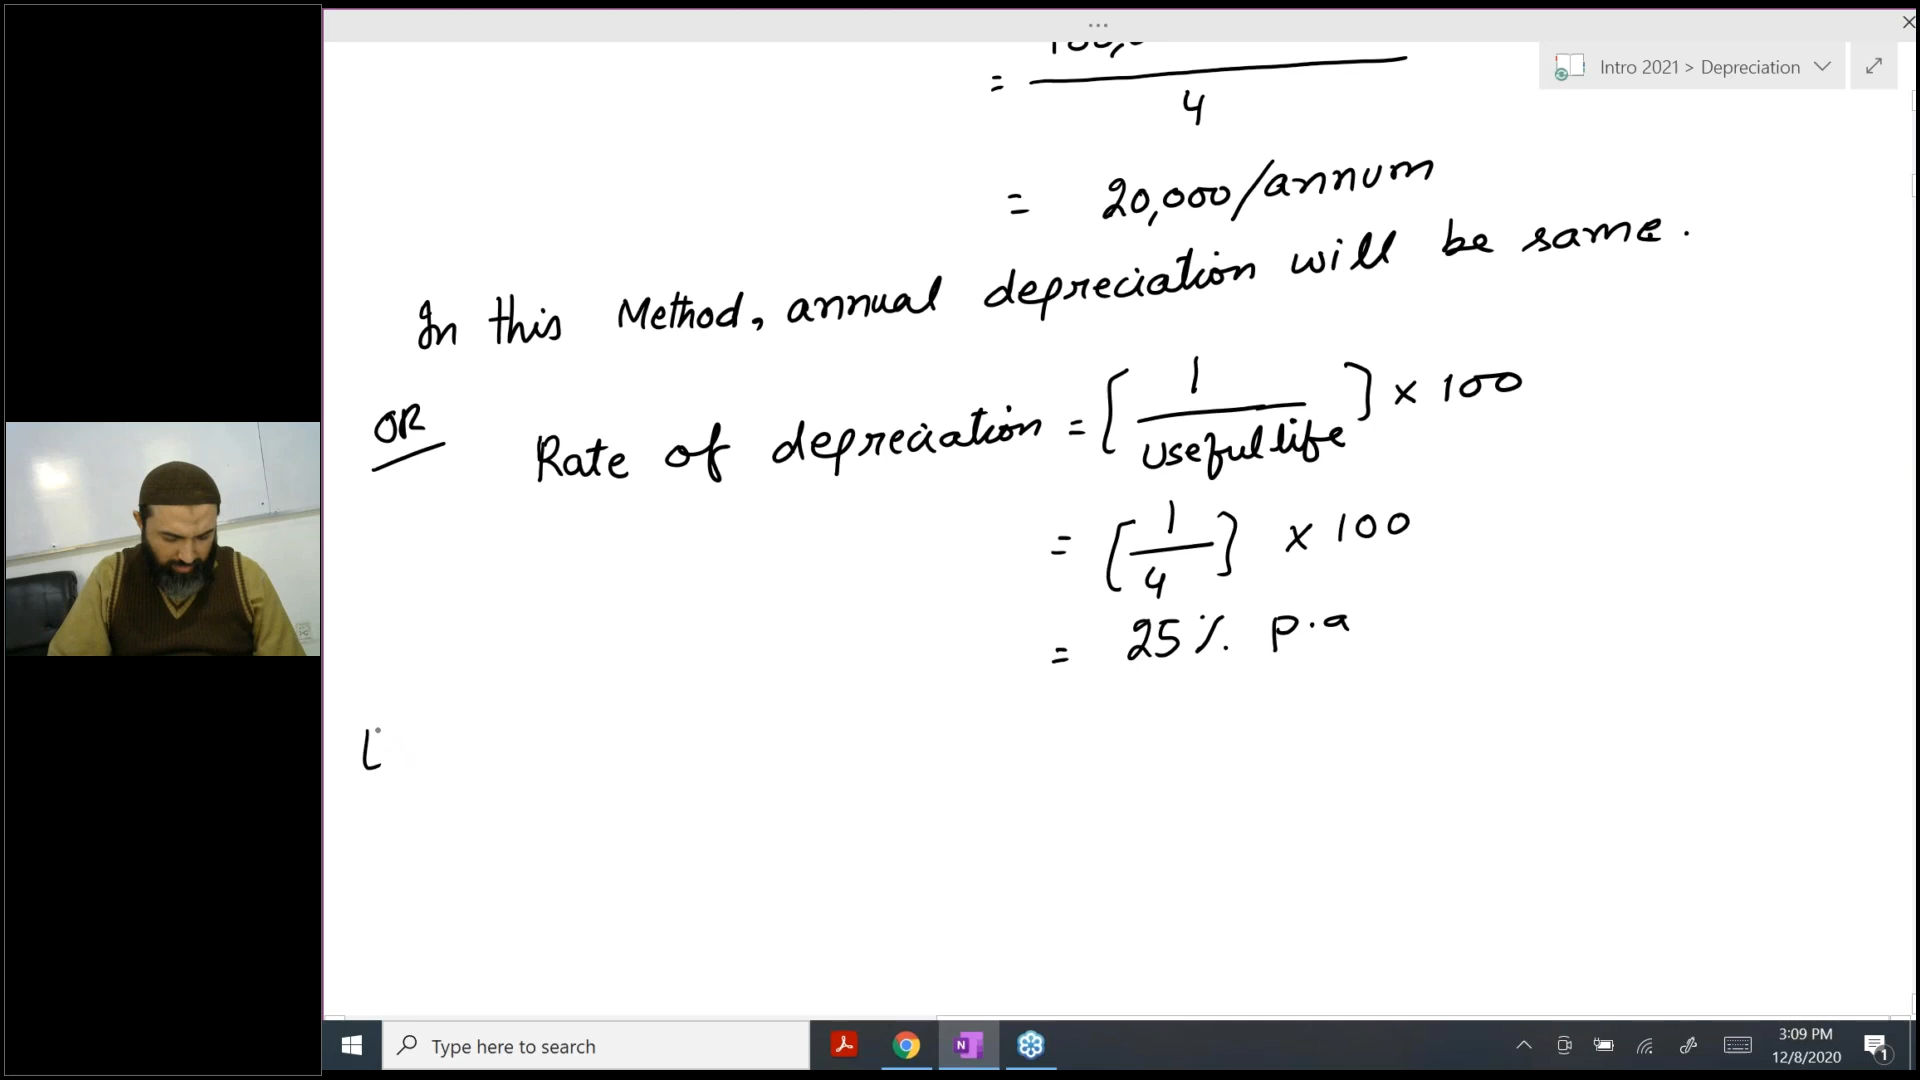 ...
Intro 2021 > Depreciation
=
4
= 20,000/annum
In this Method, annual depreciation will be same.
OR Rate of depreciation = [ 1 / useful life ] x 100
= [ 1 / 4 ] x 100
= 25% p.a
Type here to search
3:09 PM
12/8/2020
1